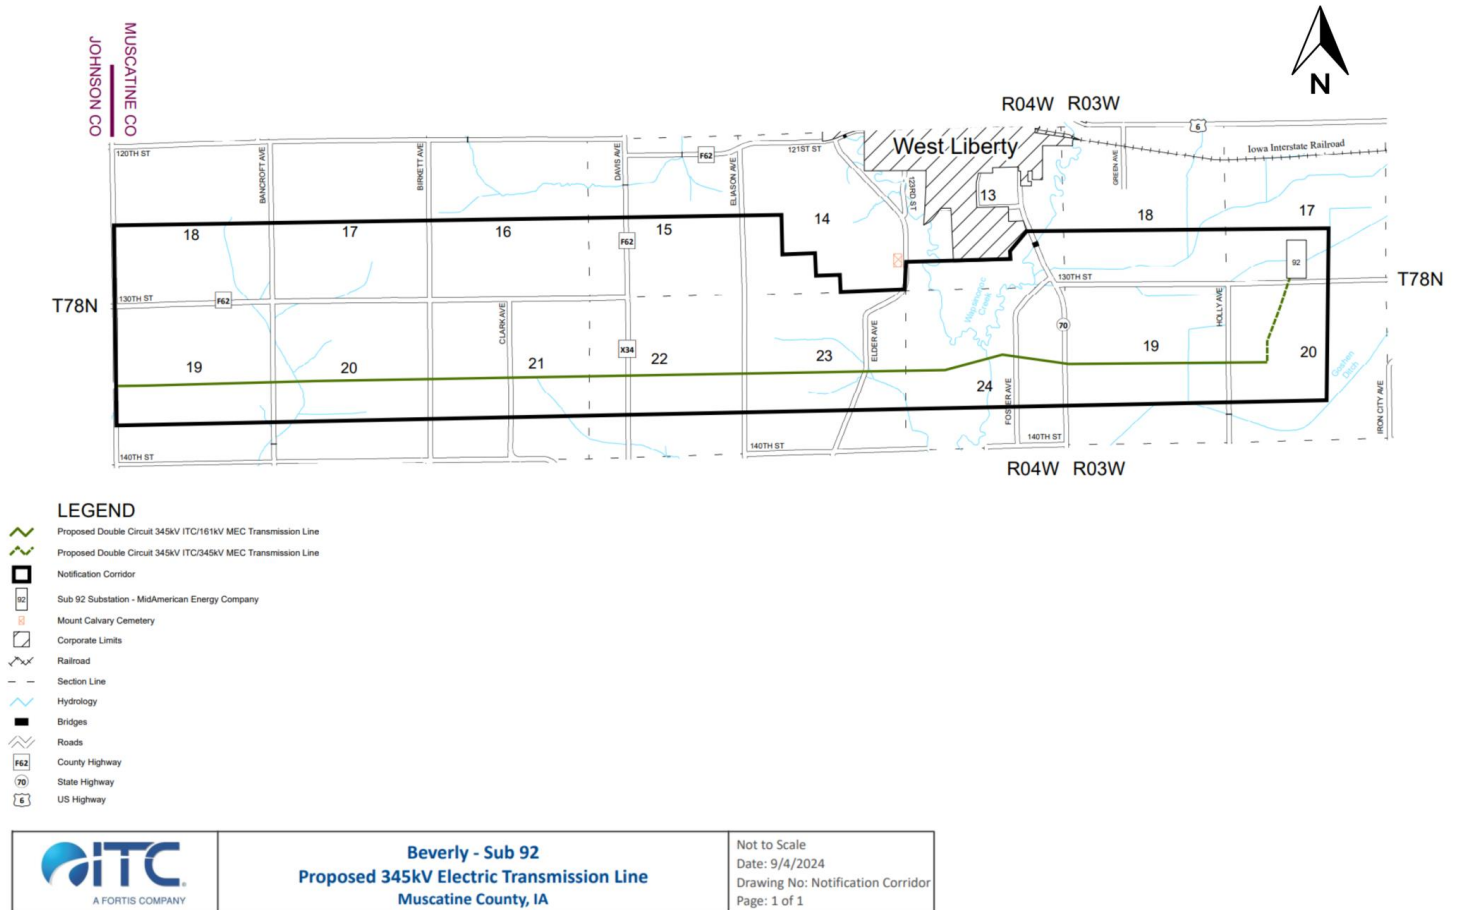 MUSCATINE CO
JOHNSON CO
N
R04W R03W
6
120TH ST
BANCROFT AVE
BIRKETT AVE
DAVIS AVE
F62
ELIASON AVE
121ST ST
West Liberty
123RD ST
GREEN AVE
Iowa Interstate Railroad
13
14
18
17
18
17
16
15
F62
92
T78N
130TH ST
F62
CLARK AVE
Wapsinonoc
Creek
130TH ST
HOLLY AVE
T78N
X34
ELDER AVE
70
19
20
21
22
23
24
19
20
FOSTER AVE
Goshen
Ditch
IRON CITY AVE
140TH ST
140TH ST
140TH ST
R04W R03W
LEGEND
Proposed Double Circuit 345kV ITC/161kV MEC Transmission Line
Proposed Double Circuit 345kV ITC/345kV MEC Transmission Line
Notification Corridor
92 Sub 92 Substation - MidAmerican Energy Company
Mount Calvary Cemetery
Corporate Limits
Railroad
Section Line
Hydrology
Bridges
Roads
F62 County Highway
70 State Highway
6 US Highway
ITC
A FORTIS COMPANY
Beverly - Sub 92
Proposed 345kV Electric Transmission Line
Muscatine County, IA
Not to Scale
Date: 9/4/2024
Drawing No: Notification Corridor
Page: 1 of 1